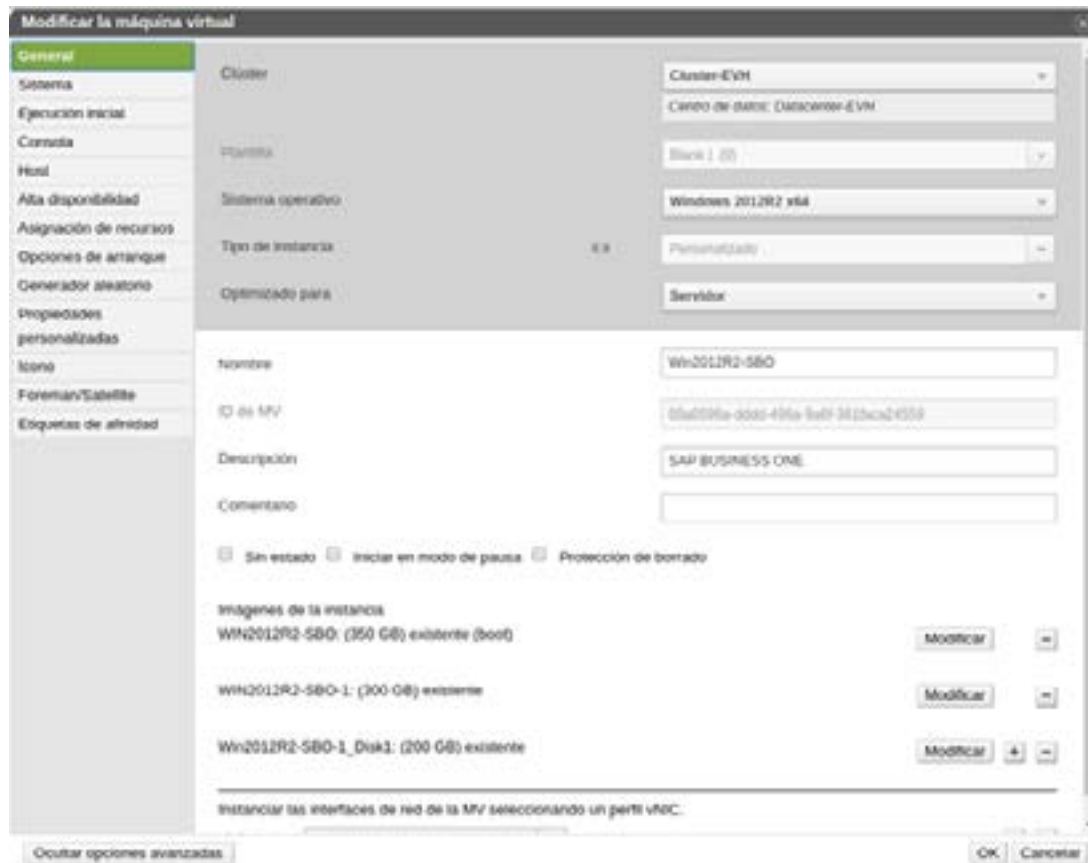 Modificar la máquina virtual
General
Sistema
Ejecución inicial
Consola
Host
Alta disponibilidad
Asignación de recursos
Opciones de arranque
Generador aleatorio
Propiedades
personalizadas
Icono
Foreman/Satellite
Etiquetas de afinidad
Clúster
Cluster-EVH
Centro de datos: Datacenter-EVH
Plantilla
Blank | (0)
Sistema operativo
Windows 2012R2 x64
Tipo de instancia
Personalizado
Optimizado para
Servidor
Nombre
Win2012R2-SBO
ID de MV
Descripción
SAP BUSINESS ONE
Comentario
Sin estado Iniciar en modo de pausa Protección de borrado
Imágenes de la instancia
WIN2012R2-SBO: (350 GB) existente (boot)
Modificar -
WIN2012R2-SBO-1: (300 GB) existente
Modificar -
Win2012R2-SBO-1_Disk1: (200 GB) existente
Modificar + -
Instanciar las interfaces de red de la MV seleccionando un perfil vNIC.
Ocultar opciones avanzadas
OK Cancelar